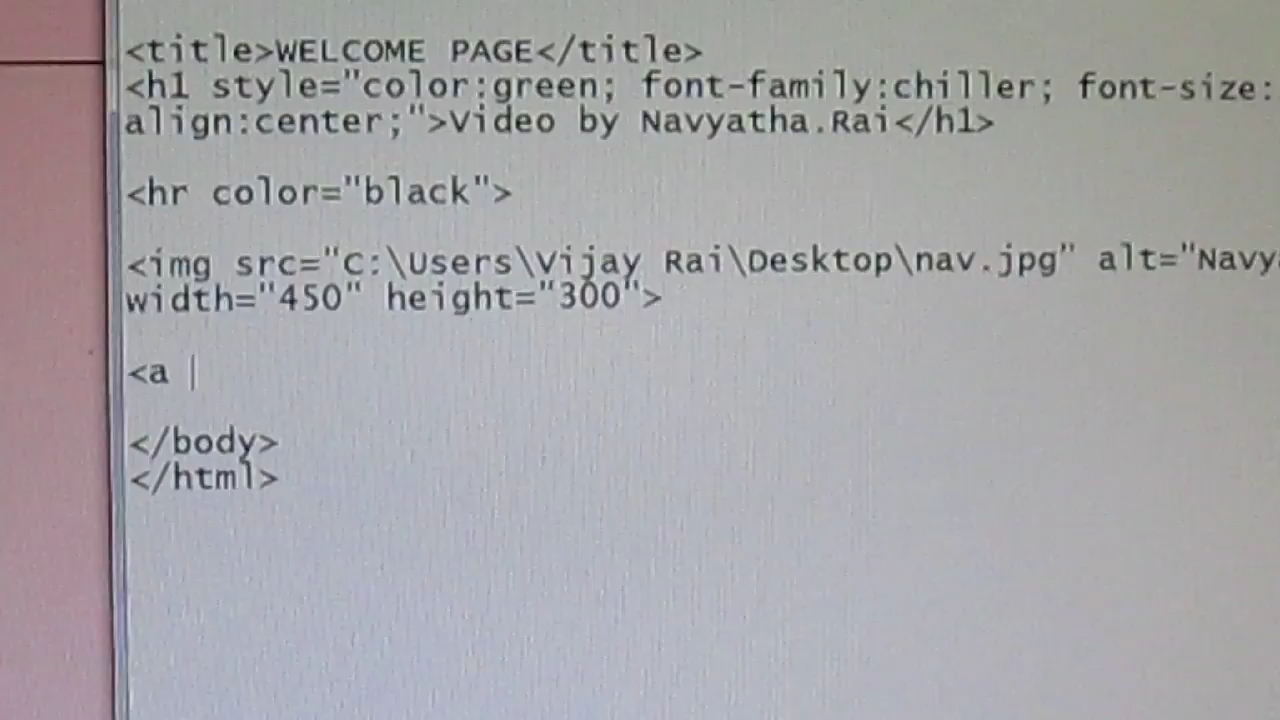 <title>WELCOME PAGE</title>
<h1 style="color:green; font-family:chiller; font-size:
align:center;">Video by Navyatha.Rai</h1>
<hr color="black">
<img src="C:\Users\Vijay Rai\Desktop\nav.jpg" alt="Navya
width="450" height="300">
<a
</body>
</html>